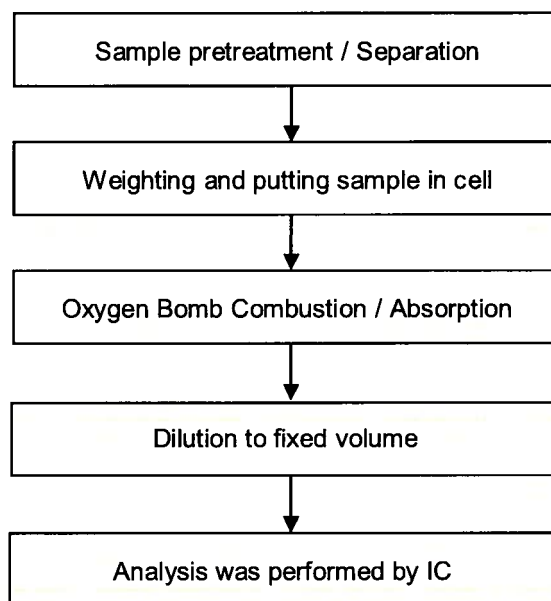 Sample pretreatment / Separation
Weighting and putting sample in cell
Oxygen Bomb Combustion / Absorption
Dilution to fixed volume
Analysis was performed by IC